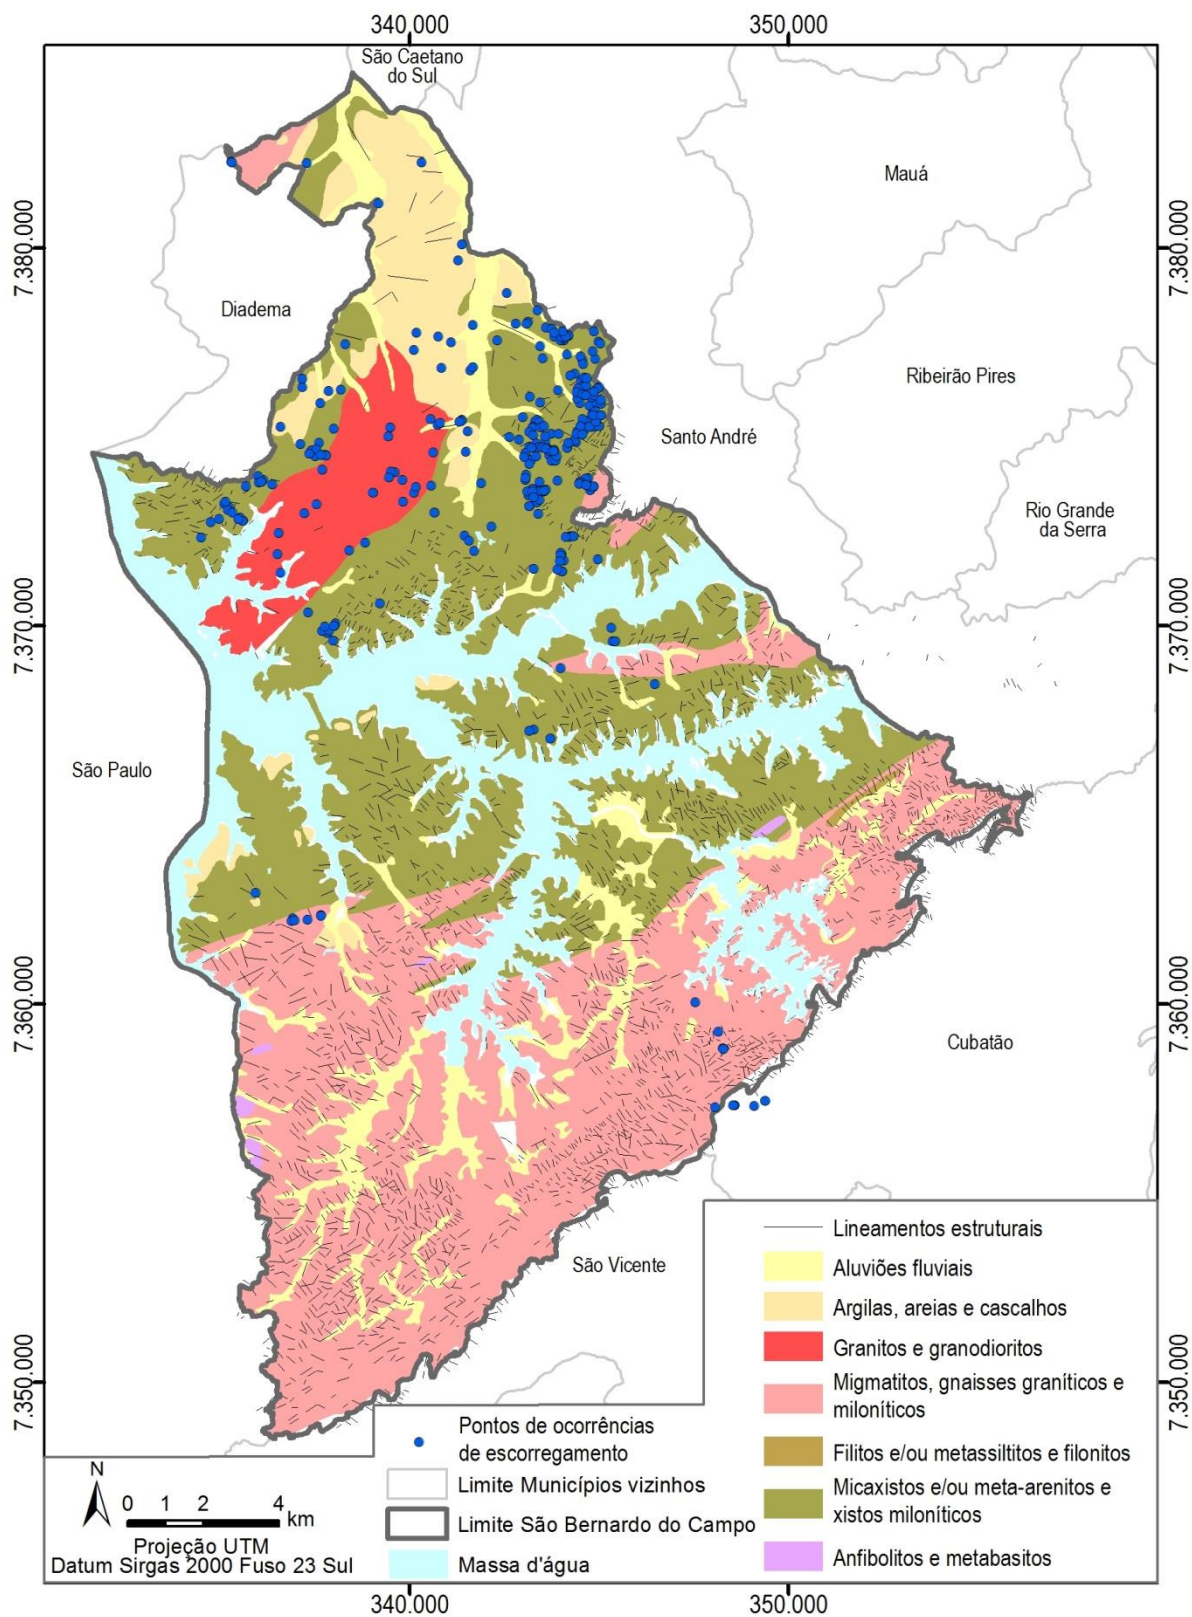 340.000
350.000
São Caetano
do Sul
Mauá
7.380.000
7.380.000
Diadema
Ribeirão Pires
Santo André
Rio Grande
da Serra
7.370.000
7.370.000
São Paulo
7.360.000
7.360.000
Cubatão
São Vicente
7.350.000
7.350.000
Lineamentos estruturais
Aluviões fluviais
Argilas, areias e cascalhos
Granitos e granodioritos
Migmatitos, gnaisses graníticos e
miloníticos
Filitos e/ou metassiltitos e filonitos
Micaxistos e/ou meta-arenitos e
xistos miloníticos
Anfibolitos e metabasitos
Pontos de ocorrências
de escorregamento
Limite Municípios vizinhos
Limite São Bernardo do Campo
Massa d'água
N
0 1 2 4
km
Projeção UTM
Datum Sirgas 2000 Fuso 23 Sul
340.000
350.000